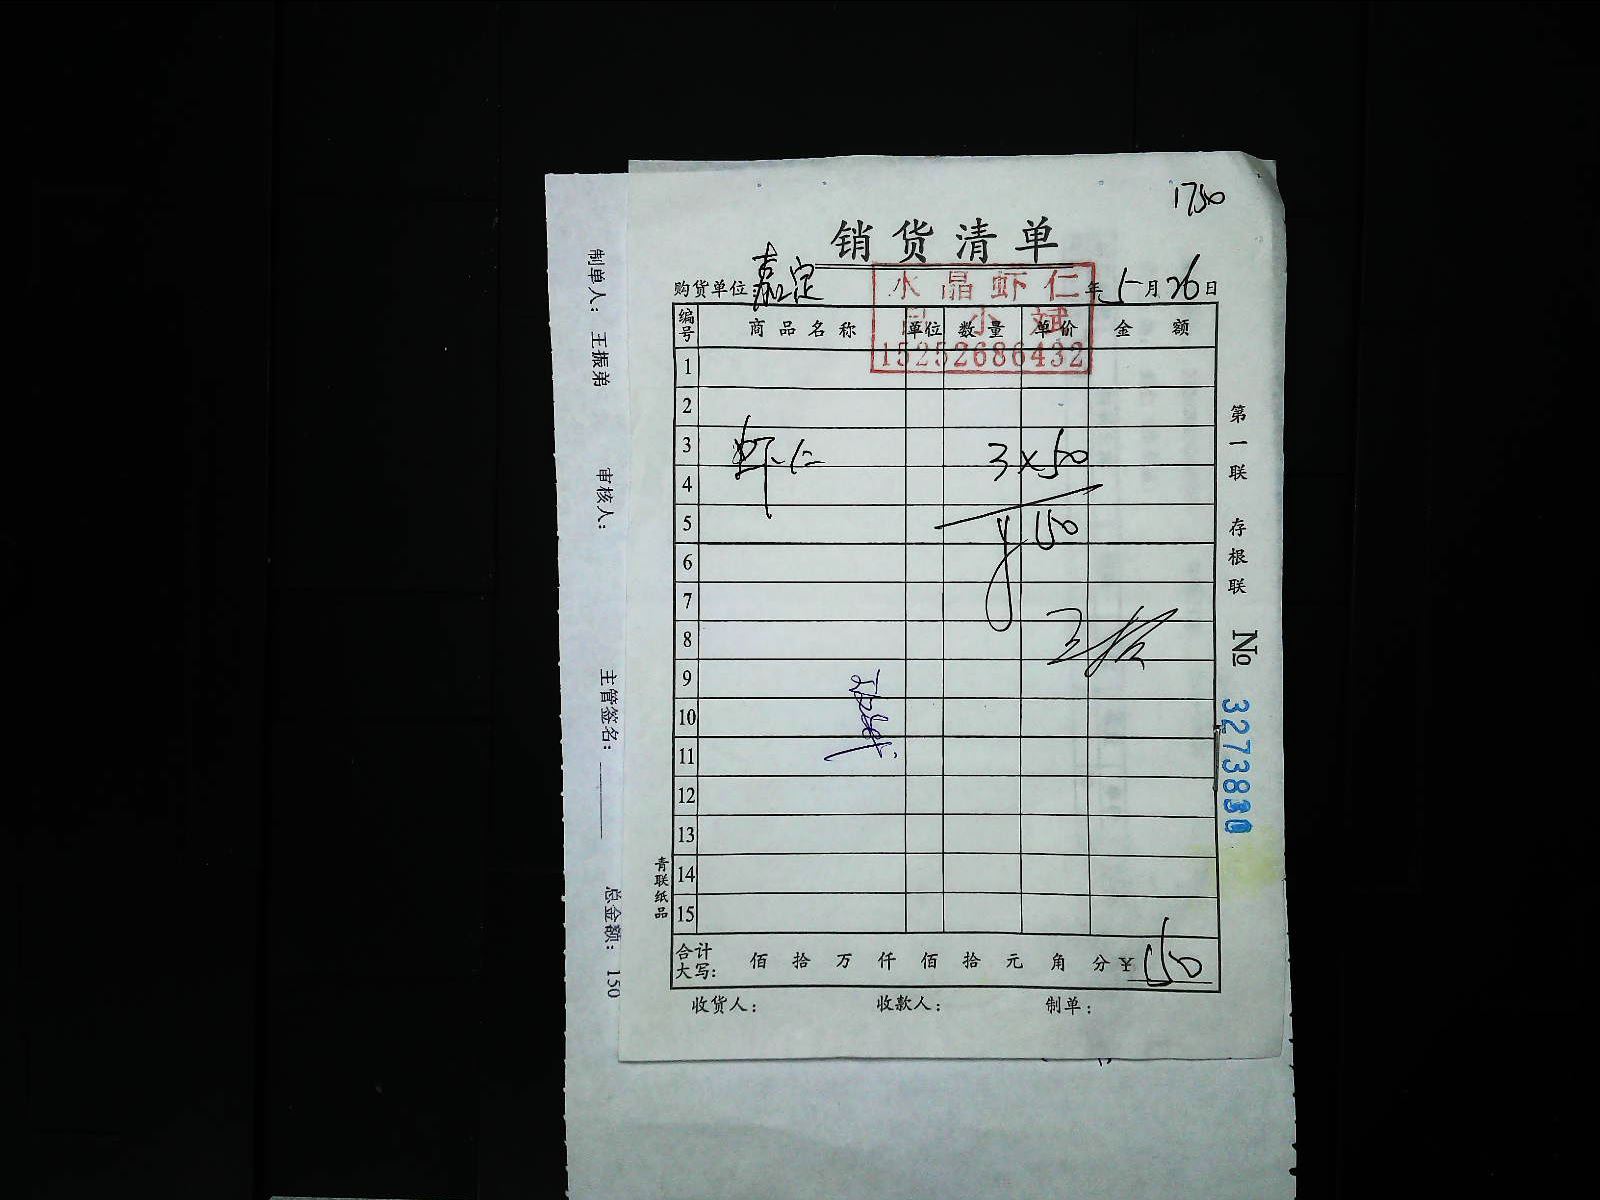 1750
销货清单
购货单位：嘉定 年 5月26日
水晶虾仁
小斌
15252686432
编号 商品名称 单位 数量 单价 金额
1
2
3 虾仁 3×50
4
5 ¥150
6
7
8
9
10
11
12
13
14
15
合计大写： 佰 拾 万 仟 佰 拾 元 角 分 ¥150
收货人： 收款人： 制单：
第一联 存根联 № 3273830
青联纸品
制单人：王振弟 审核人： 主管签名： 总金额：150